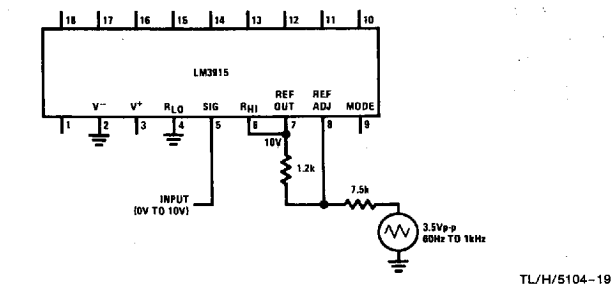 18 17 16 15 14 13 12 11 10
LM3915
V− V+ RLO SIG RHI REF OUT REF ADJ MODE
1 2 3 4 5 6 7 8 9
10V
1.2k
7.5k
INPUT
(0V TO 10V)
3.5Vp-p
60Hz TO 1kHz
TL/H/5104–19